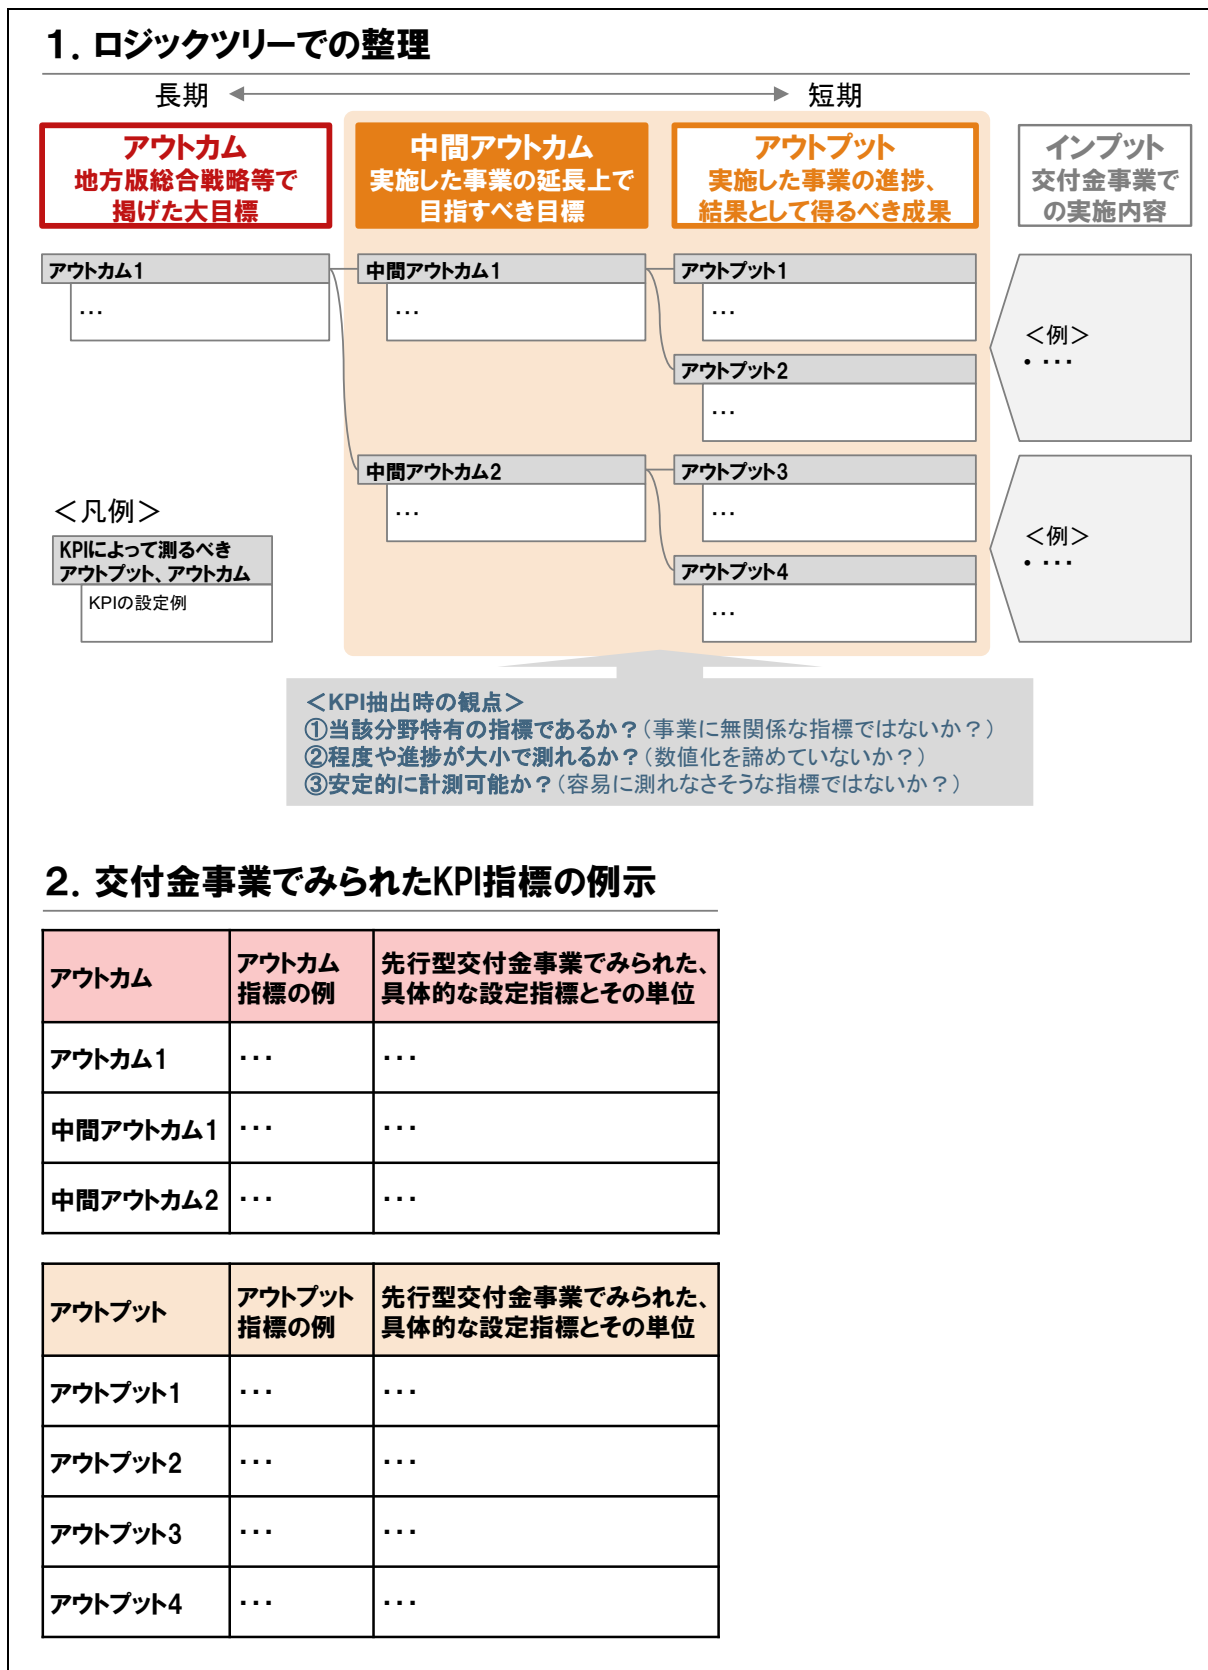 １．ロジックツリーでの整理
長期
短期
アウトカム
地方版総合戦略等で
掲げた大目標
中間アウトカム
実施した事業の延長上で
目指すべき目標
アウトプット
実施した事業の進捗、
結果として得るべき成果
インプット
交付金事業で
の実施内容
アウトカム1
・・・
中間アウトカム1
・・・
アウトプット1
・・・
アウトプット2
・・・
＜例＞
• ・・・
中間アウトカム2
・・・
アウトプット3
・・・
アウトプット4
・・・
＜例＞
• ・・・
＜凡例＞
KPIによって測るべき
アウトプット、アウトカム
KPIの設定例
＜KPI抽出時の観点＞
①当該分野特有の指標であるか？（事業に無関係な指標ではないか？）
②程度や進捗が大小で測れるか？（数値化を諦めていないか？）
③安定的に計測可能か？（容易に測れなさそうな指標ではないか？）
２．交付金事業でみられたKPI指標の例示
アウトカム
アウトカム
指標の例
先行型交付金事業でみられた、
具体的な設定指標とその単位
アウトカム1
・・・
・・・
中間アウトカム1
・・・
・・・
中間アウトカム2
・・・
・・・
アウトプット
アウトプット
指標の例
先行型交付金事業でみられた、
具体的な設定指標とその単位
アウトプット1
・・・
・・・
アウトプット2
・・・
・・・
アウトプット3
・・・
・・・
アウトプット4
・・・
・・・